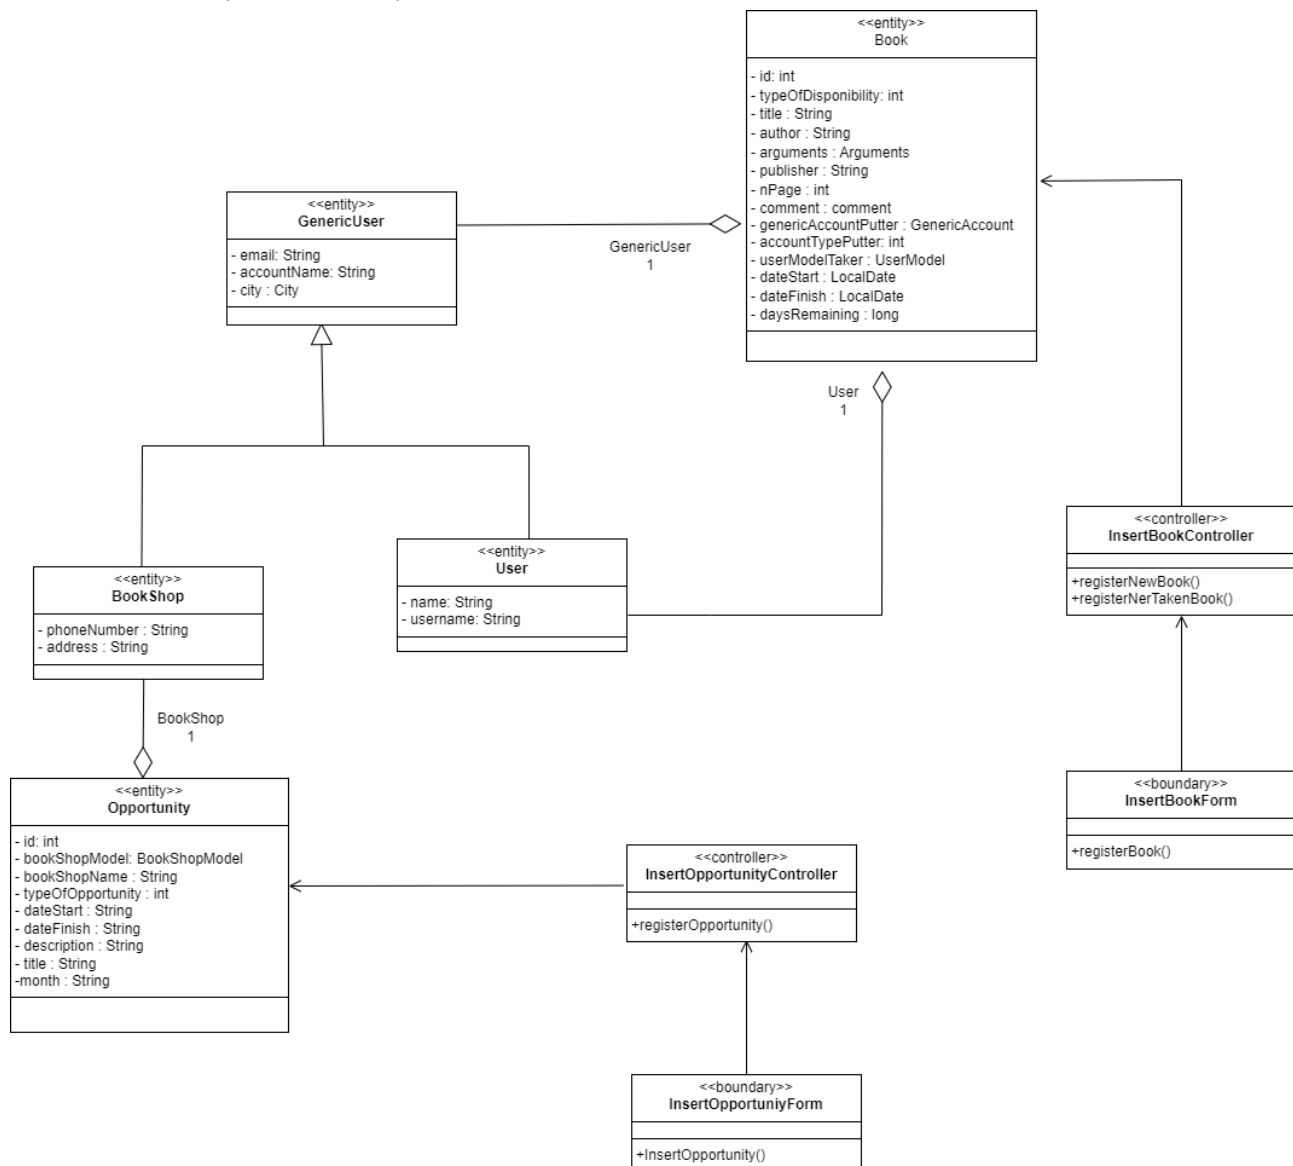 <<entity>>
Book
- id: int
- typeOfDisponibility: int
- title : String
- author : String
- arguments : Arguments
- publisher : String
- nPage : int
- comment : comment
- genericAccountPutter : GenericAccount
- accountTypePutter: int
- userModelTaker : UserModel
- dateStart : LocalDate
- dateFinish : LocalDate
- daysRemaining : long
<<entity>>
GenericUser
- email: String
- accountName: String
- city : City
GenericUser
1
User
1
<<entity>>
BookShop
- phoneNumber : String
- address : String
<<entity>>
User
- name: String
- username: String
<<controller>>
InsertBookController
+registerNewBook()
+registerNerTakenBook()
BookShop
1
<<entity>>
Opportunity
- id: int
- bookShopModel: BookShopModel
- bookShopName : String
- typeOfOpportunity : int
- dateStart : String
- dateFinish : String
- description : String
- title : String
-month : String
<<controller>>
InsertOpportunityController
+registerOpportunity()
<<boundary>>
InsertBookForm
+registerBook()
<<boundary>>
InsertOpportuniyForm
+InsertOpportunity()